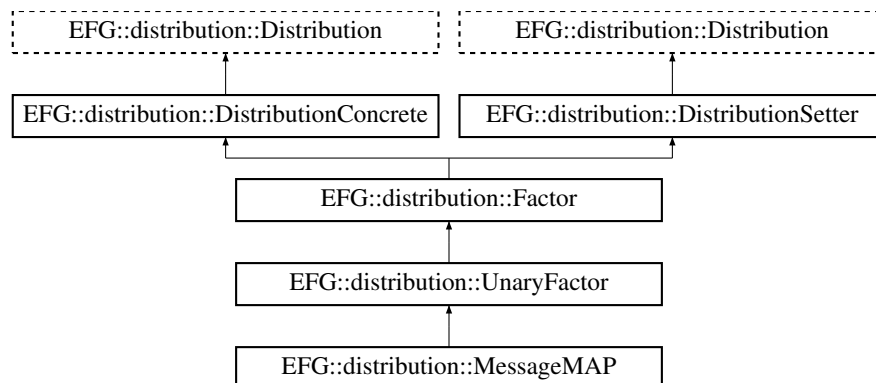 EFG::distribution::Distribution EFG::distribution::Distribution
EFG::distribution::DistributionConcrete EFG::distribution::DistributionSetter
EFG::distribution::Factor
EFG::distribution::UnaryFactor
EFG::distribution::MessageMAP